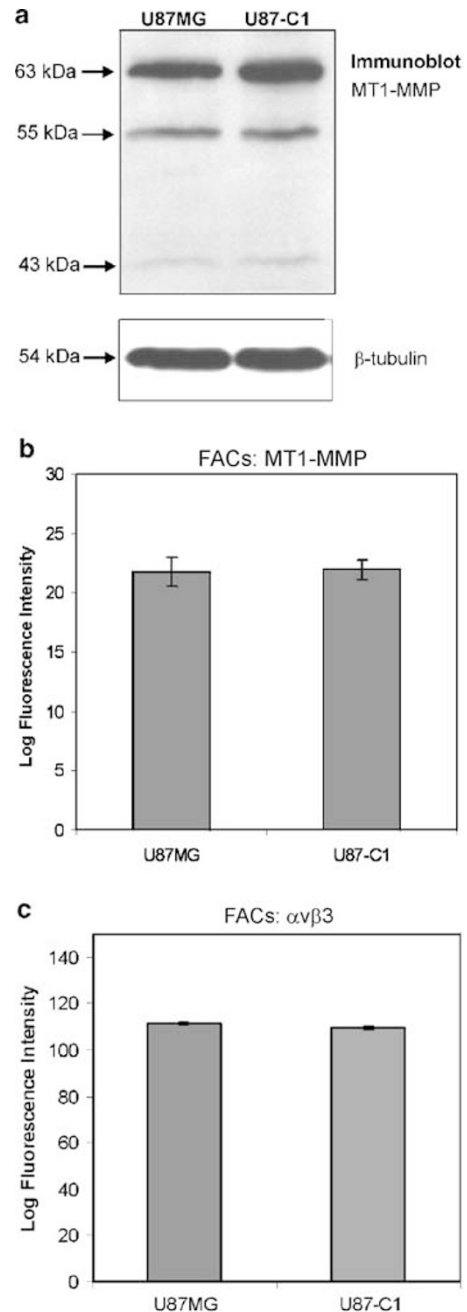 a
U87MG U87-C1
63 kDa
Immunoblot
MT1-MMP
55 kDa
43 kDa
54 kDa
β-tubulin
b
FACs: MT1-MMP
Log Fluorescence Intensity
30
25
20
15
10
5
0
U87MG U87-C1
c
FACs: αvβ3
Log Fluorescence Intensity
140
120
100
80
60
40
20
0
U87MG U87-C1